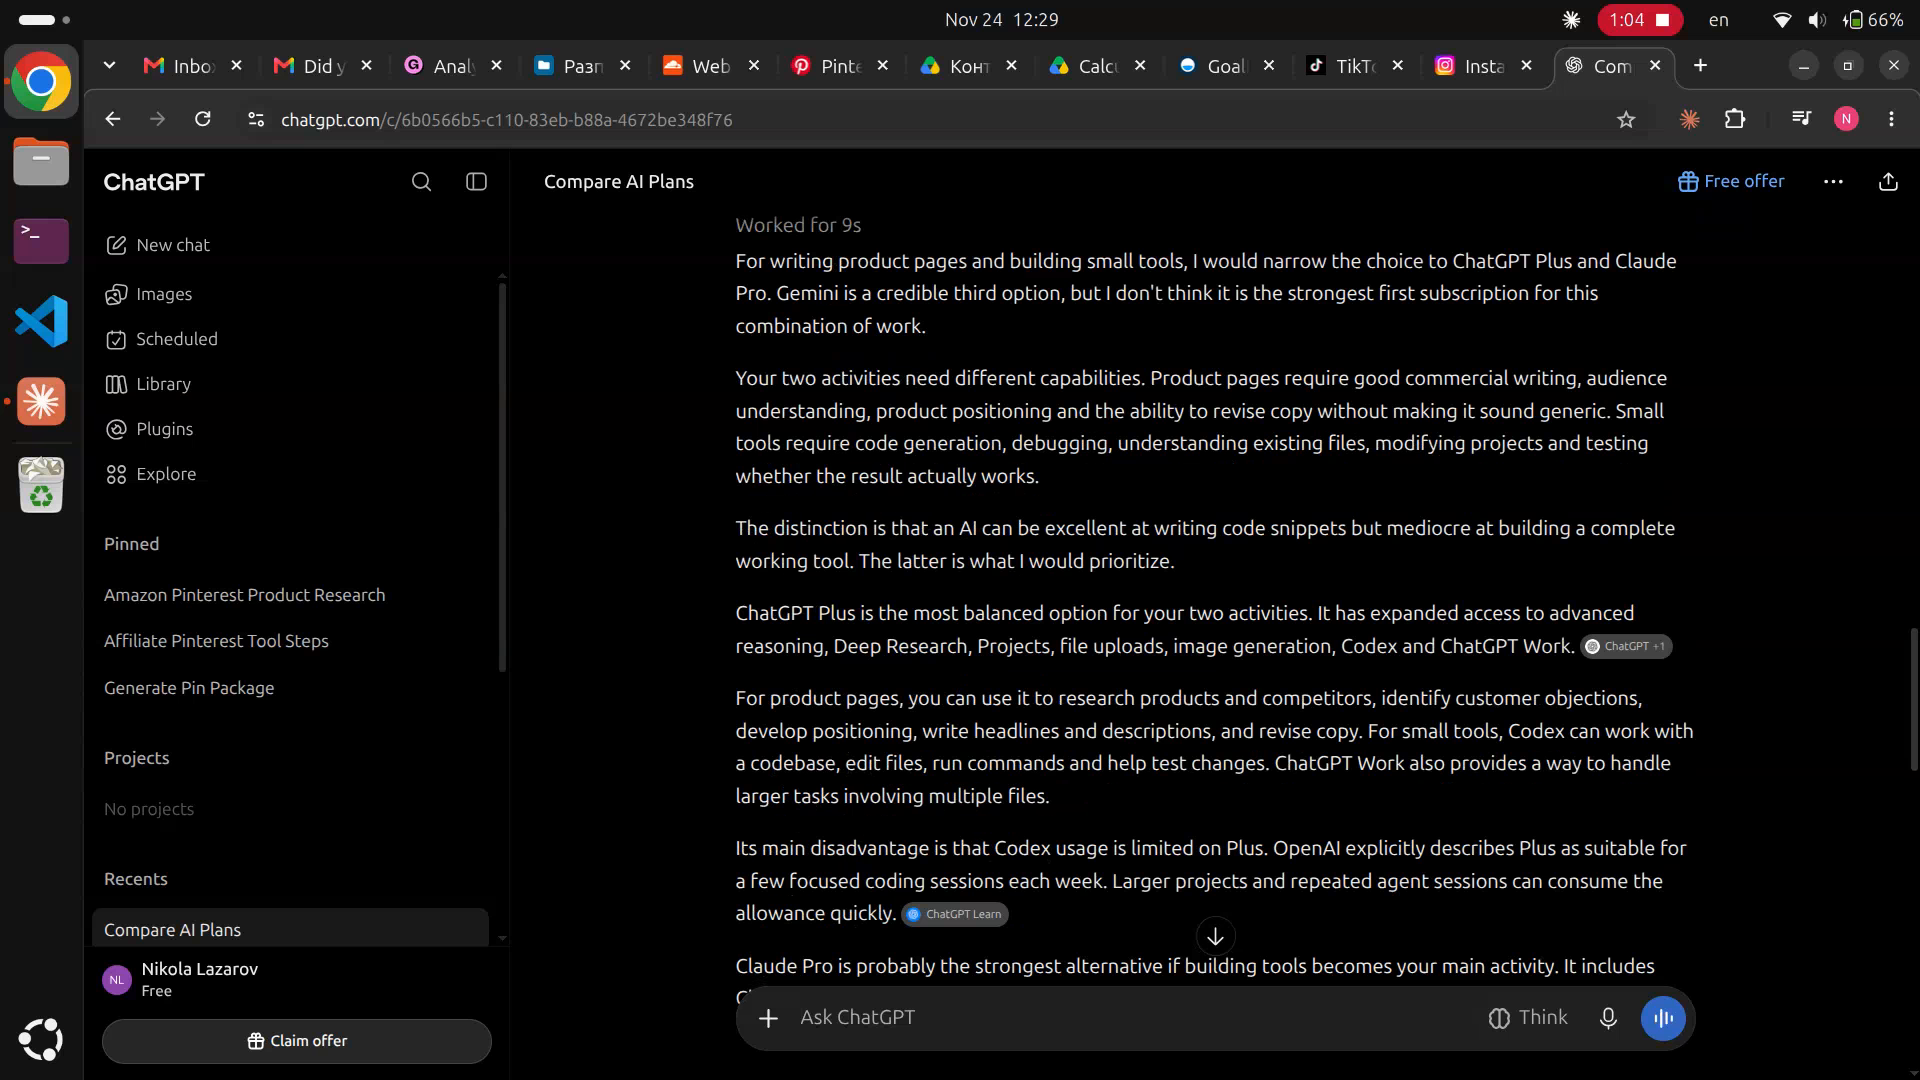 Nov 24 12:29
1:04
en
66%
Inbo
Did y
Anal
Разп
Web
Pinte
Конт
Calcu
Goal
TikTo
Insta
Com
chatgpt.com/c/6b0566b5-c110-83eb-b88a-4672be348f76
N
ChatGPT
Compare AI Plans
Free offer
New chat
Images
Scheduled
Library
Plugins
Explore
Pinned
Amazon Pinterest Product Research
Affiliate Pinterest Tool Steps
Generate Pin Package
Projects
No projects
Recents
Compare AI Plans
NL
Nikola Lazarov
Free
Claim offer
Worked for 9s
For writing product pages and building small tools, I would narrow the choice to ChatGPT Plus and Claude
Pro. Gemini is a credible third option, but I don't think it is the strongest first subscription for this
combination of work.
Your two activities need different capabilities. Product pages require good commercial writing, audience
understanding, product positioning and the ability to revise copy without making it sound generic. Small
tools require code generation, debugging, understanding existing files, modifying projects and testing
whether the result actually works.
The distinction is that an AI can be excellent at writing code snippets but mediocre at building a complete
working tool. The latter is what I would prioritize.
ChatGPT Plus is the most balanced option for your two activities. It has expanded access to advanced
reasoning, Deep Research, Projects, file uploads, image generation, Codex and ChatGPT Work. ChatGPT +1
For product pages, you can use it to research products and competitors, identify customer objections,
develop positioning, write headlines and descriptions, and revise copy. For small tools, Codex can work with
a codebase, edit files, run commands and help test changes. ChatGPT Work also provides a way to handle
larger tasks involving multiple files.
Its main disadvantage is that Codex usage is limited on Plus. OpenAI explicitly describes Plus as suitable for
a few focused coding sessions each week. Larger projects and repeated agent sessions can consume the
allowance quickly. ChatGPT Learn
Claude Pro is probably the strongest alternative if building tools becomes your main activity. It includes
Ask ChatGPT
Think